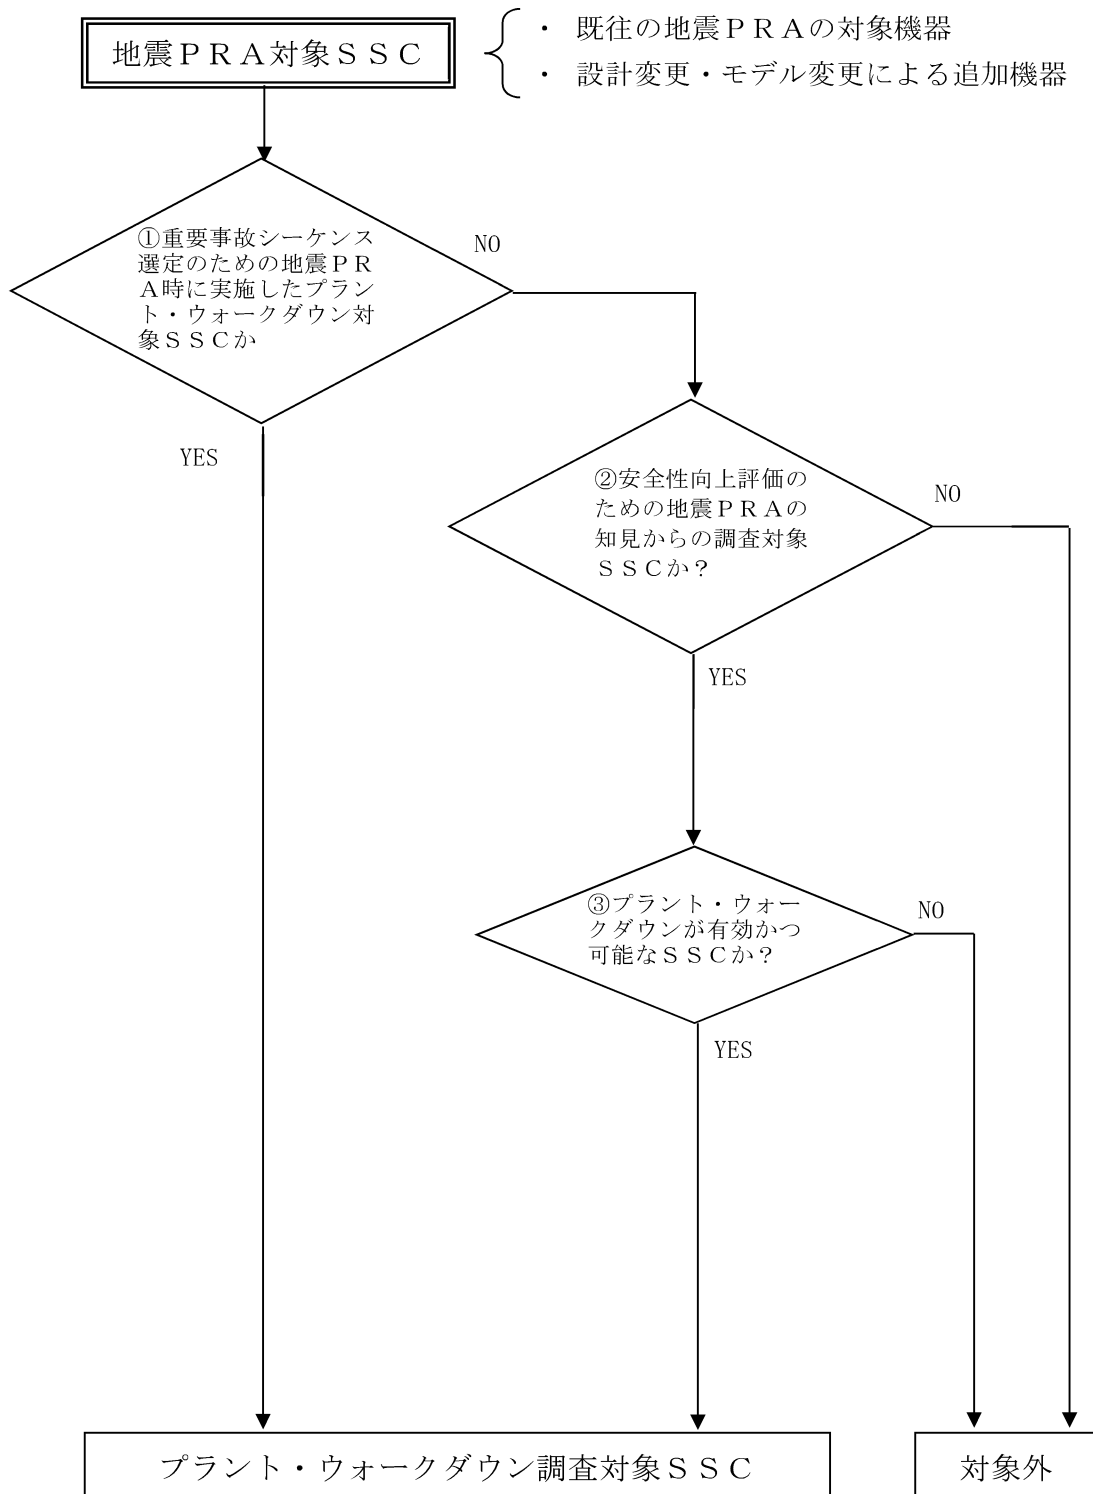 地震ＰＲＡ対象ＳＳＣ
・ 既往の地震ＰＲＡの対象機器
・ 設計変更・モデル変更による追加機器
①重要事故シーケンス
選定のための地震ＰＲ
Ａ時に実施したプラン
ト・ウォークダウン対
象ＳＳＣか
NO
YES
②安全性向上評価の
ための地震ＰＲＡの
知見からの調査対象
ＳＳＣか？
NO
YES
③プラント・ウォー
クダウンが有効かつ
可能なＳＳＣか？
NO
YES
プラント・ウォークダウン調査対象ＳＳＣ
対象外